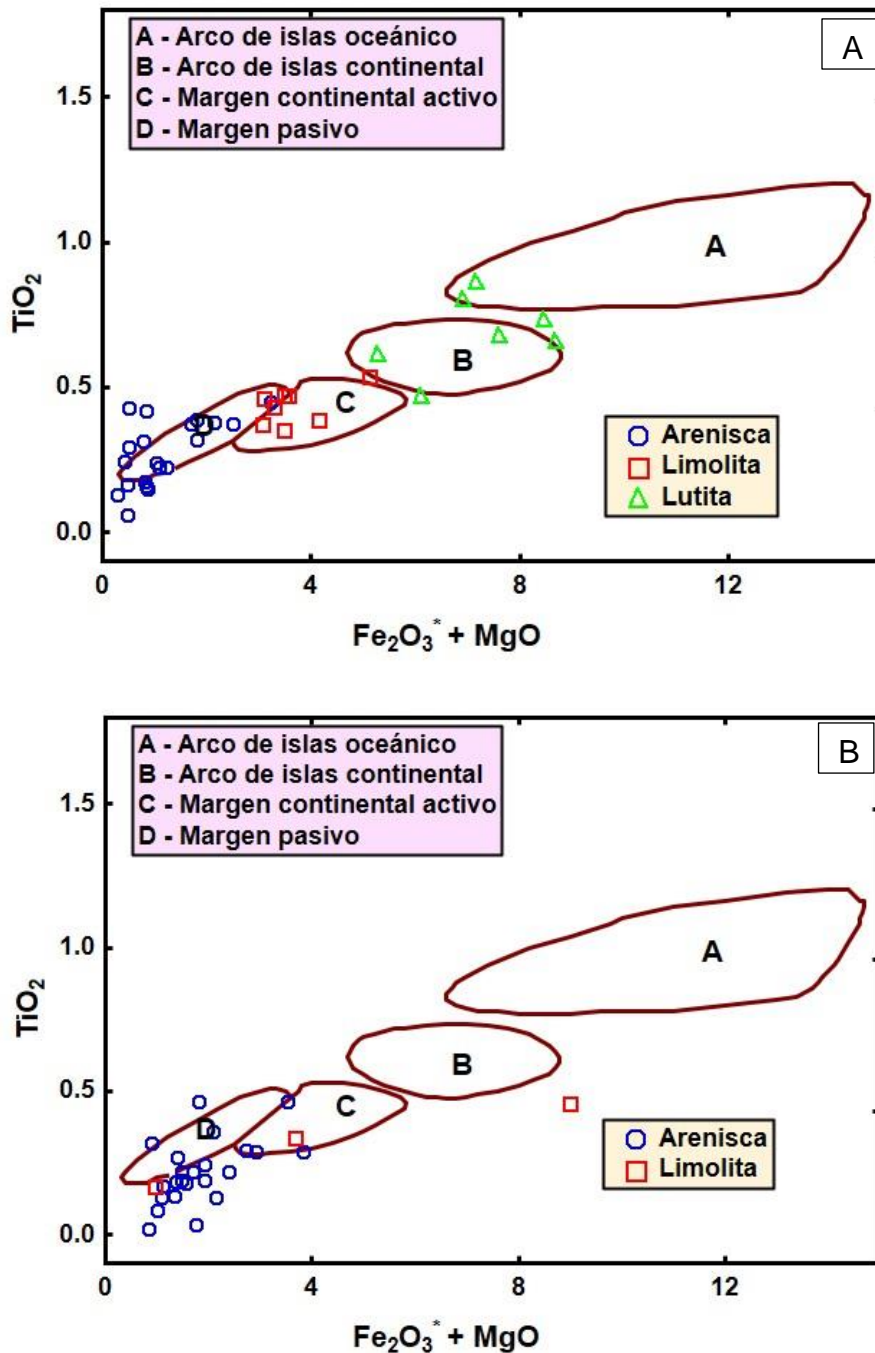 A - Arco de islas oceánico
B - Arco de islas continental
C - Margen continental activo
D - Margen pasivo
A
1.5
1.0
0.5
0.0
TiO2
A
B
C
D
Arenisca
Limolita
Lutita
0 4 8 12
Fe2O3* + MgO
A - Arco de islas oceánico
B - Arco de islas continental
C - Margen continental activo
D - Margen pasivo
B
1.5
1.0
0.5
0.0
TiO2
A
B
C
D
Arenisca
Limolita
0 4 8 12
Fe2O3* + MgO